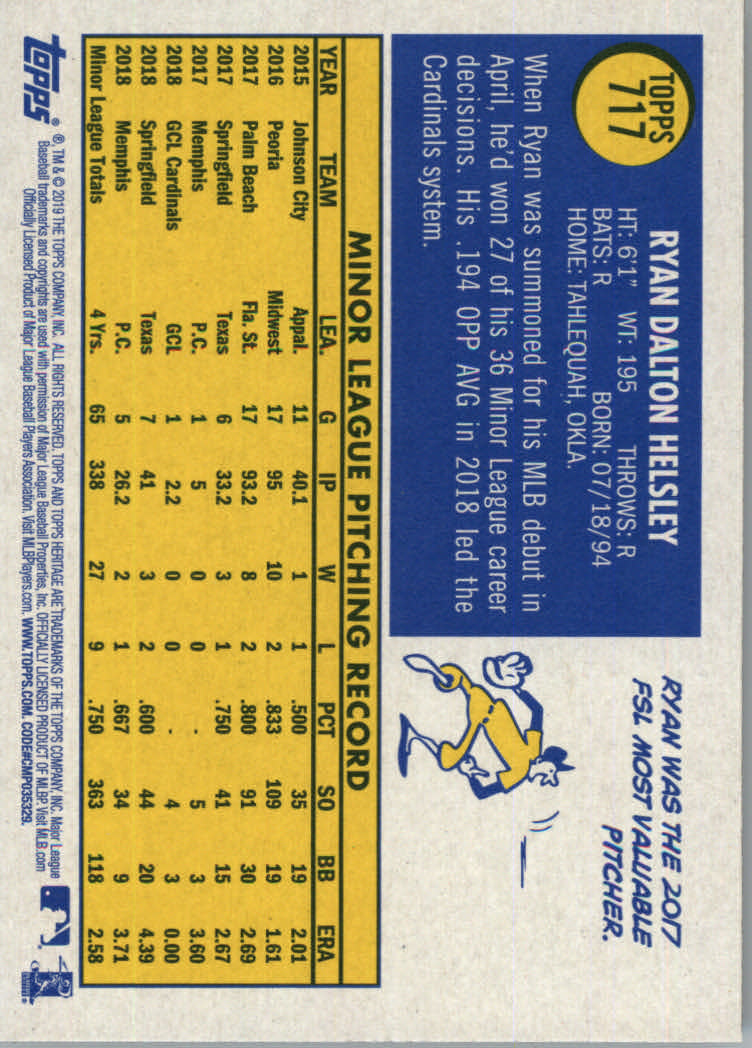 TOPPS
717
RYAN DALTON HELSLEY
HT: 6'1" WT: 195 THROWS: R
BATS: R BORN: 07/18/94
HOME: TAHLEQUAH, OKLA.
When Ryan was summoned for his MLB debut in
April, he'd won 27 of his 36 Minor League career
decisions. His .194 OPP AVG in 2018 led the
Cardinals system.
RYAN WAS THE 2017
FSL MOST VALUABLE
PITCHER.
MINOR LEAGUE PITCHING RECORD
YEAR TEAM LEA. G IP W L PCT SO BB ERA
2015 Johnson City Appal. 11 40.1 1 1 .500 35 19 2.01
2016 Peoria Midwest 17 95 10 2 .833 109 19 1.61
2017 Palm Beach Fla. St. 17 93.2 8 2 .800 91 30 2.69
2017 Springfield Texas 6 33.2 3 1 .750 41 15 2.67
2017 Memphis P.C. 1 5 0 0 - 5 3 3.60
2018 GCL Cardinals GCL 1 2.2 0 0 - 4 3 0.00
2018 Springfield Texas 7 41 3 2 .600 44 20 4.39
2018 Memphis P.C. 5 26.2 2 1 .667 34 9 3.71
Minor League Totals 4 Yrs. 65 338 27 9 .750 363 118 2.58
Topps ®
®, TM & © 2019 THE TOPPS COMPANY, INC. ALL RIGHTS RESERVED. TOPPS AND TOPPS HERITAGE ARE TRADEMARKS OF THE TOPPS COMPANY, INC. Major League
Baseball trademarks and copyrights are used with permission of Major League Baseball Properties, Inc. OFFICIALLY LICENSED PRODUCT OF MLBP. Visit MLB.com
Officially Licensed Product of Major League Baseball Players Association. Visit MLBPlayers.com. WWW.TOPPS.COM. CODE#CMP035329.